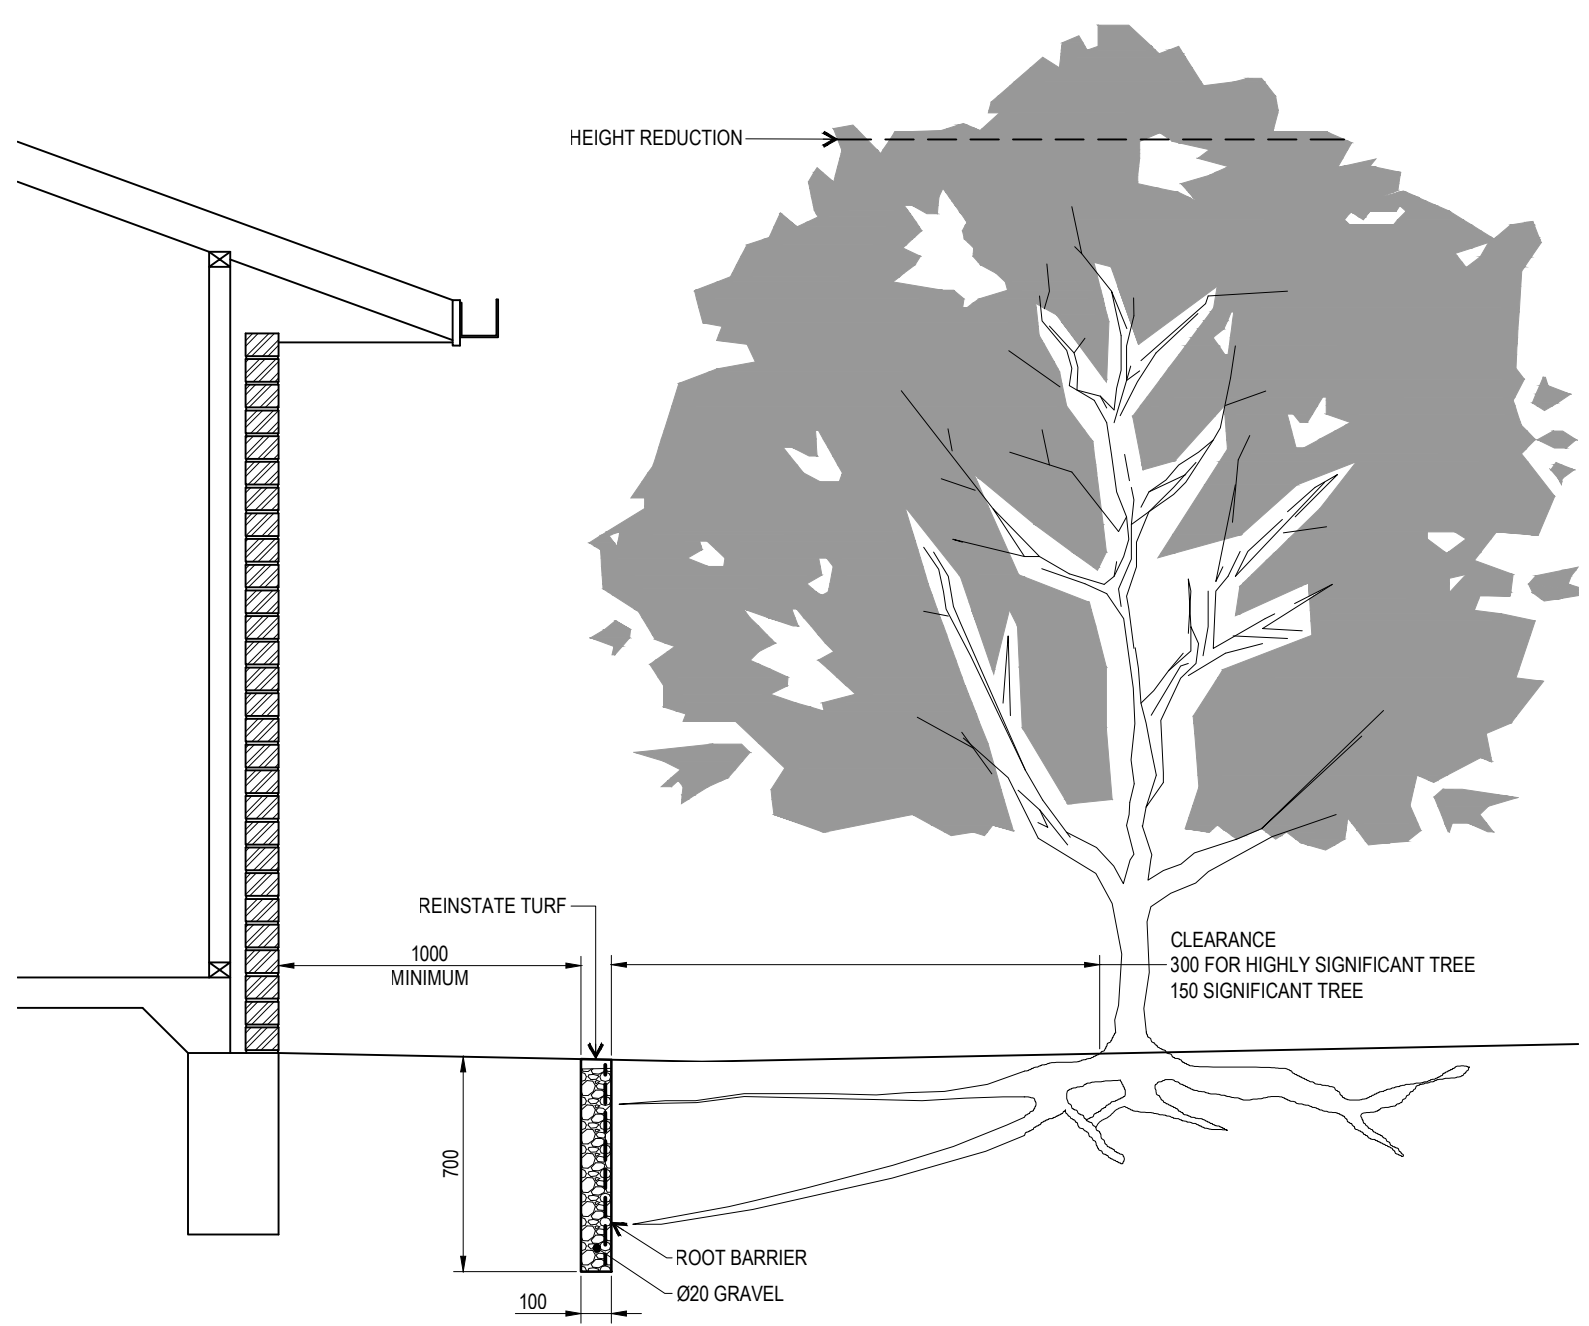 HEIGHT REDUCTION
REINSTATE TURF
1000
MINIMUM
CLEARANCE
300 FOR HIGHLY SIGNIFICANT TREE
150 SIGNIFICANT TREE
700
ROOT BARRIER
Ø20 GRAVEL
100